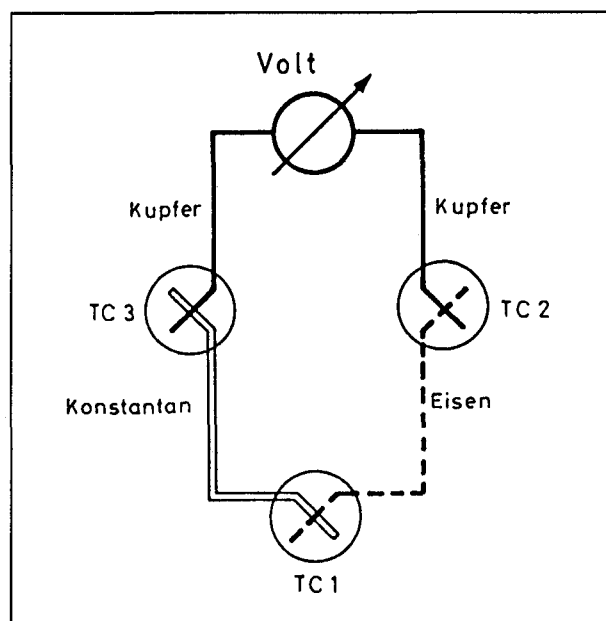 Volt
Kupfer
Kupfer
TC 3
TC 2
Konstantan
Eisen
TC 1